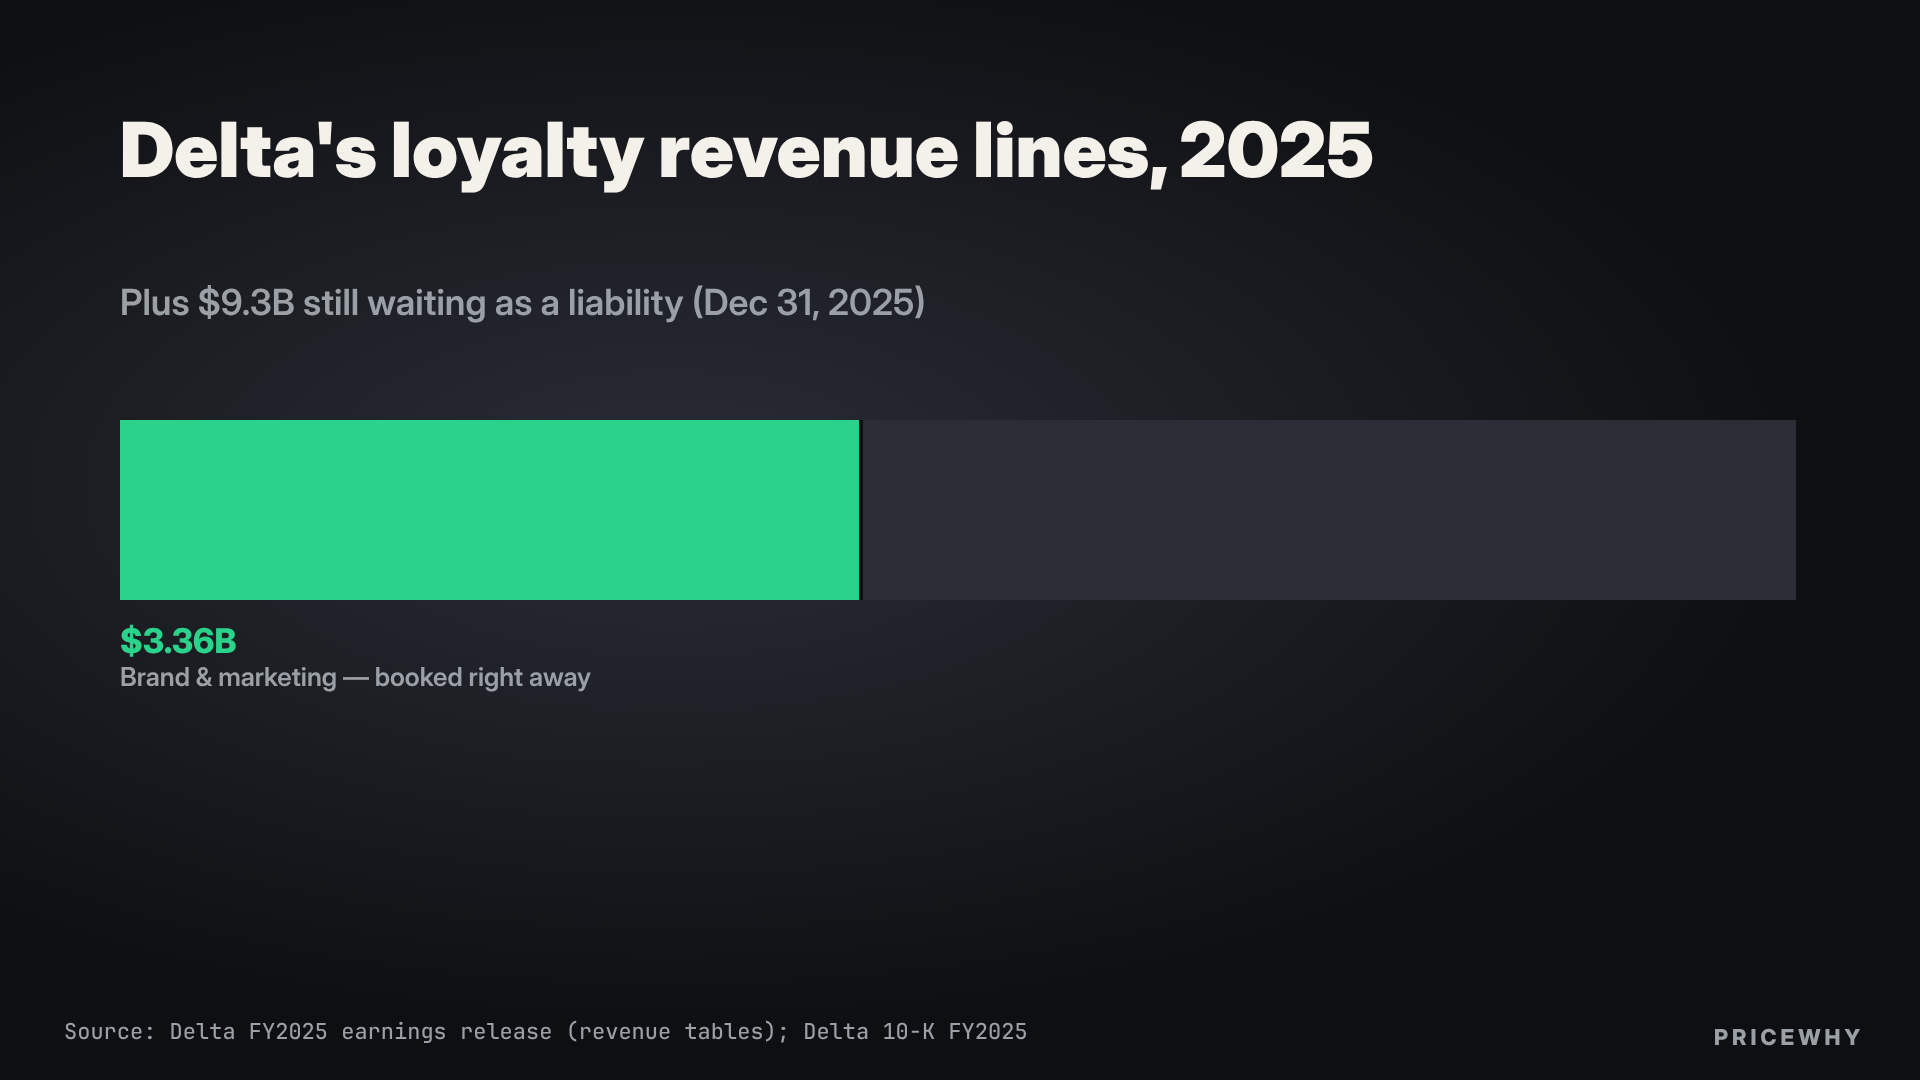 Delta's loyalty revenue lines, 2025
Plus $9.3B still waiting as a liability (Dec 31, 2025)
$3.36B
Brand & marketing — booked right away
Source: Delta FY2025 earnings release (revenue tables); Delta 10-K FY2025
PRICEWHY